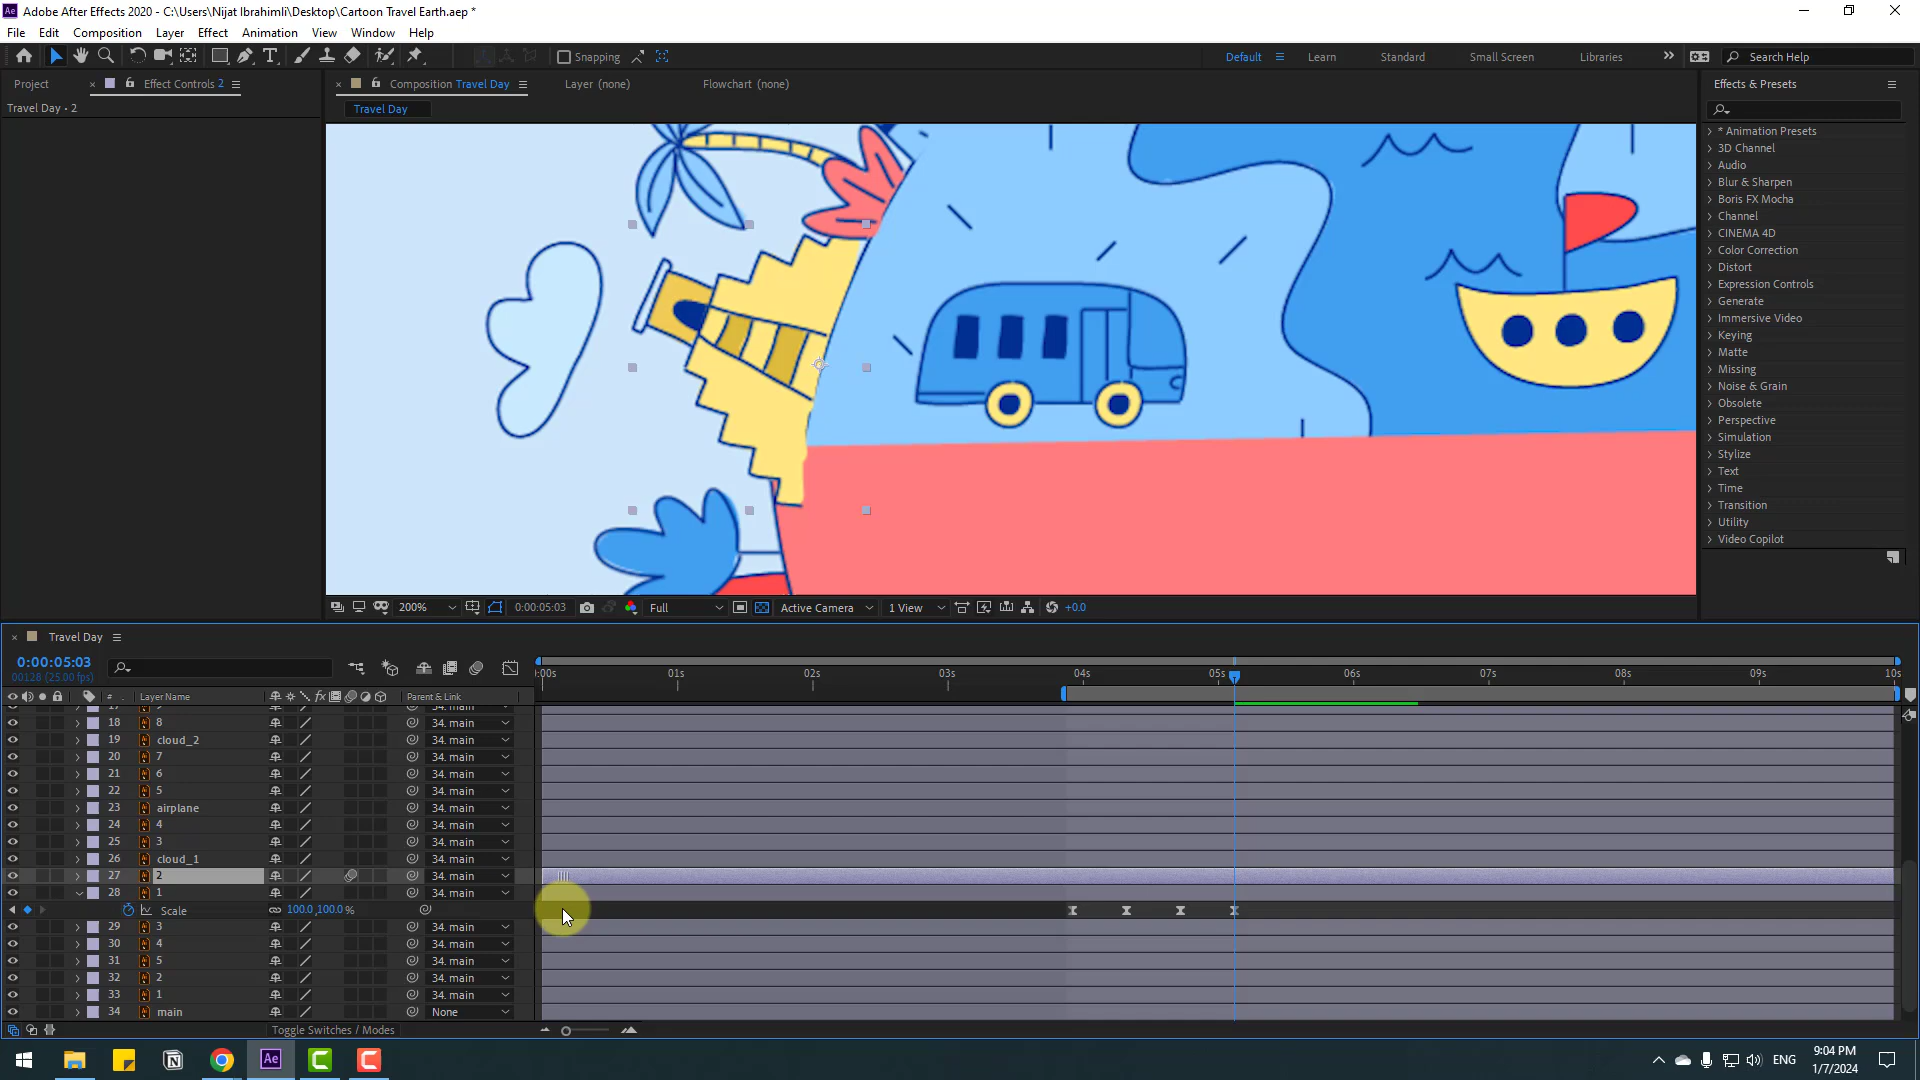 Adobe After Effects 2020 - C:\Users\Nijat Ibrahimli\Desktop\Cartoon Travel Earth.aep *
File Edit Composition Layer Effect Animation View Window Help
Snapping
Default Learn Standard Small Screen Libraries Search Help
Project Effect Controls 2 Composition Travel Day Layer (none) Flowchart (none) Effects & Presets
Travel Day • 2
Travel Day
* Animation Presets
3D Channel
Audio
Blur & Sharpen
Boris FX Mocha
Channel
CINEMA 4D
Color Correction
Distort
Expression Controls
Generate
Immersive Video
Keying
Matte
Missing
Noise & Grain
Obsolete
Perspective
Simulation
Stylize
Text
Time
Transition
Utility
Video Copilot
200% 0:00:05:03 Full Active Camera 1 View +0.0
Travel Day
0:00:05:03
00128 (25.00 fps)
:00s 01s 02s 03s 04s 05s 06s 07s 08s 09s 10s
# Layer Name fx Parent & Link
18 8 34. main
19 cloud_2 34. main
20 7 34. main
21 6 34. main
22 5 34. main
23 airplane 34. main
24 4 34. main
25 3 34. main
26 cloud_1 34. main
27 2 34. main
28 1 34. main
Scale 100.0,100.0%
29 3 34. main
30 4 34. main
31 5 34. main
32 2 34. main
33 1 34. main
34 main None
Toggle Switches / Modes
ENG
9:04 PM
1/7/2024